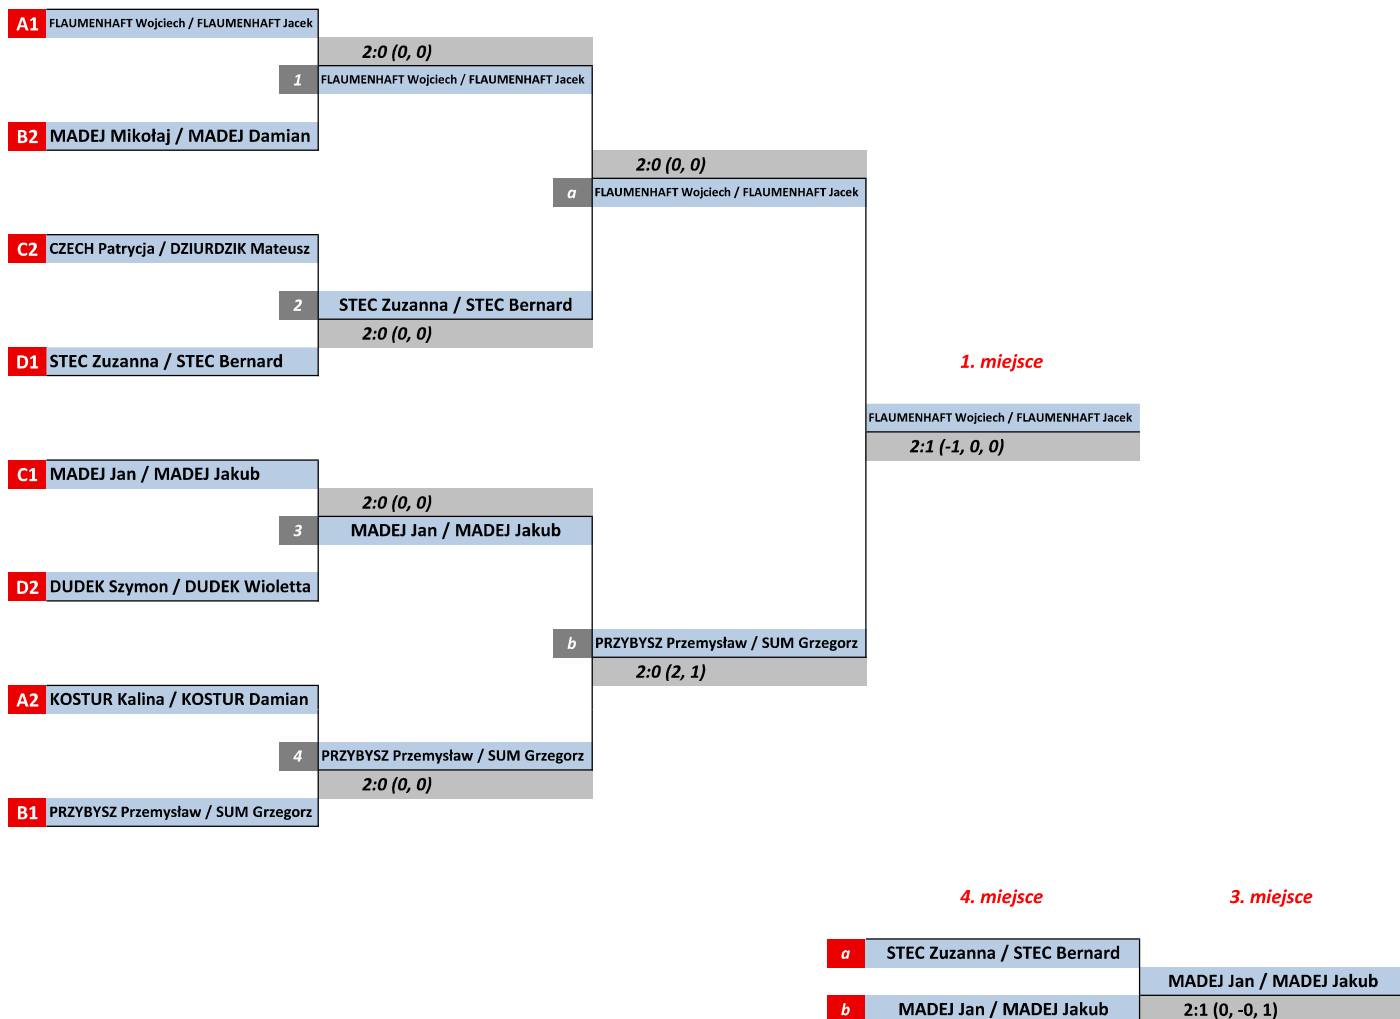 A1 FLAUMENHAFT Wojciech / FLAUMENHAFT Jacek
2:0 (0, 0)
1 FLAUMENHAFT Wojciech / FLAUMENHAFT Jacek
B2 MADEJ Mikołaj / MADEJ Damian
2:0 (0, 0)
a FLAUMENHAFT Wojciech / FLAUMENHAFT Jacek
C2 CZECH Patrycja / DZIURDZIK Mateusz
2 STEC Zuzanna / STEC Bernard
2:0 (0, 0)
D1 STEC Zuzanna / STEC Bernard
1. miejsce
FLAUMENHAFT Wojciech / FLAUMENHAFT Jacek
2:1 (-1, 0, 0)
C1 MADEJ Jan / MADEJ Jakub
2:0 (0, 0)
3 MADEJ Jan / MADEJ Jakub
D2 DUDEK Szymon / DUDEK Wioletta
b PRZYBYSZ Przemysław / SUM Grzegorz
2:0 (2, 1)
A2 KOSTUR Kalina / KOSTUR Damian
4 PRZYBYSZ Przemysław / SUM Grzegorz
2:0 (0, 0)
B1 PRZYBYSZ Przemysław / SUM Grzegorz
4. miejsce 3. miejsce
a STEC Zuzanna / STEC Bernard
MADEJ Jan / MADEJ Jakub
b MADEJ Jan / MADEJ Jakub 2:1 (0, -0, 1)